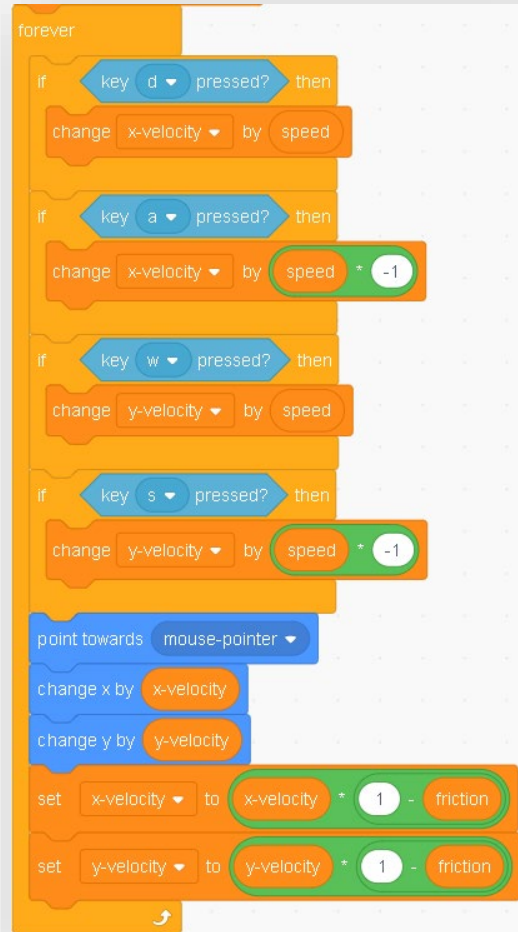 forever
if key d pressed? then
change x-velocity by speed
if key a pressed? then
change x-velocity by speed * -1
if key w pressed? then
change y-velocity by speed
if key s pressed? then
change y-velocity by speed * -1
point towards mouse-pointer
change x by x-velocity
change y by y-velocity
set x-velocity to x-velocity * 1 - friction
set y-velocity to y-velocity * 1 - friction